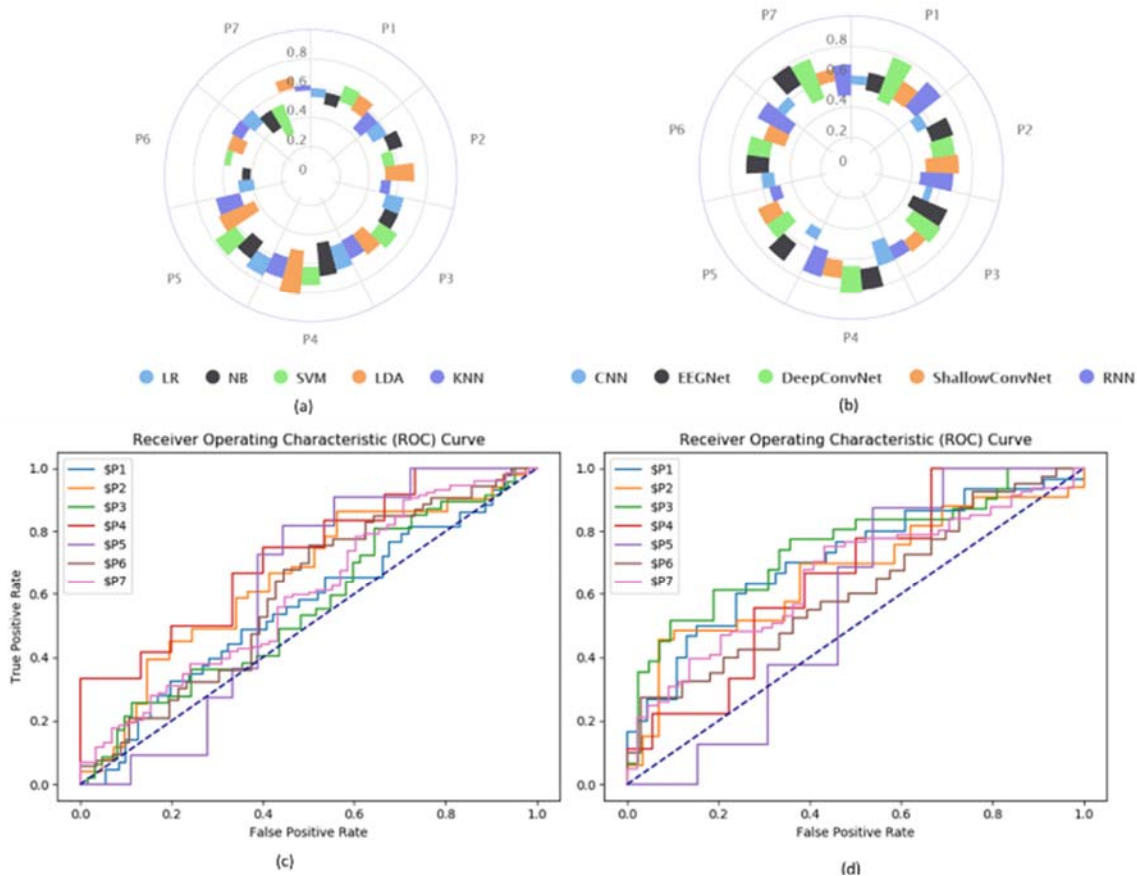 P7 P1
0.8
0.6
0.4
0.2
0
P6 P2
P5 P3
P4
LR NB SVM LDA KNN
(a)
P7 P1
0.8
0.6
0.4
0.2
0
P6 P2
P5 P3
P4
CNN EEGNet DeepConvNet ShallowConvNet RNN
(b)
Receiver Operating Characteristic (ROC) Curve
$P1
$P2
$P3
$P4
$P5
$P6
$P7
1.0
0.8
0.6
0.4
0.2
0.0
True Positive Rate
0.0 0.2 0.4 0.6 0.8 1.0
False Positive Rate
(c)
Receiver Operating Characteristic (ROC) Curve
$P1
$P2
$P3
$P4
$P5
$P6
$P7
1.0
0.8
0.6
0.4
0.2
0.0
0.0 0.2 0.4 0.6 0.8 1.0
False Positive Rate
(d)